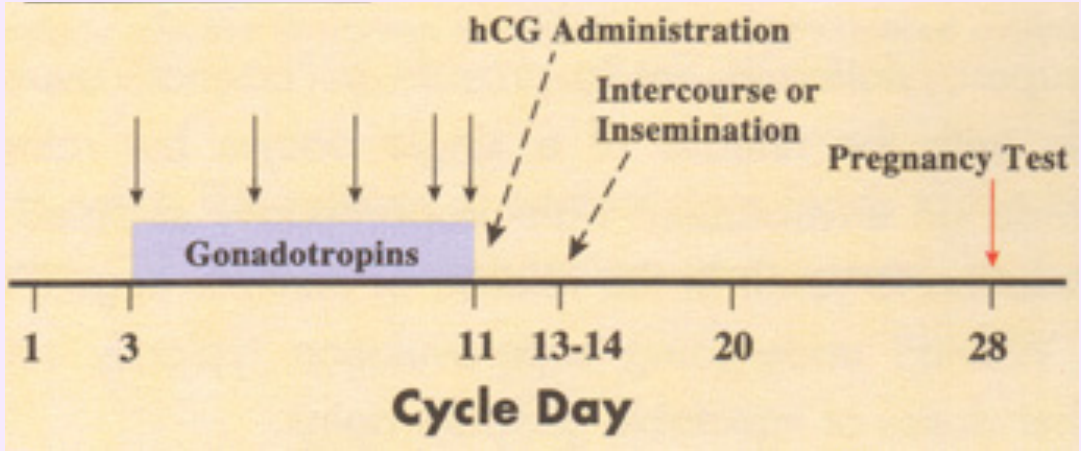 hCG Administration
Intercourse or
Insemination
Pregnancy Test
Gonadotropins
1 3 11 13-14 20 28
Cycle Day